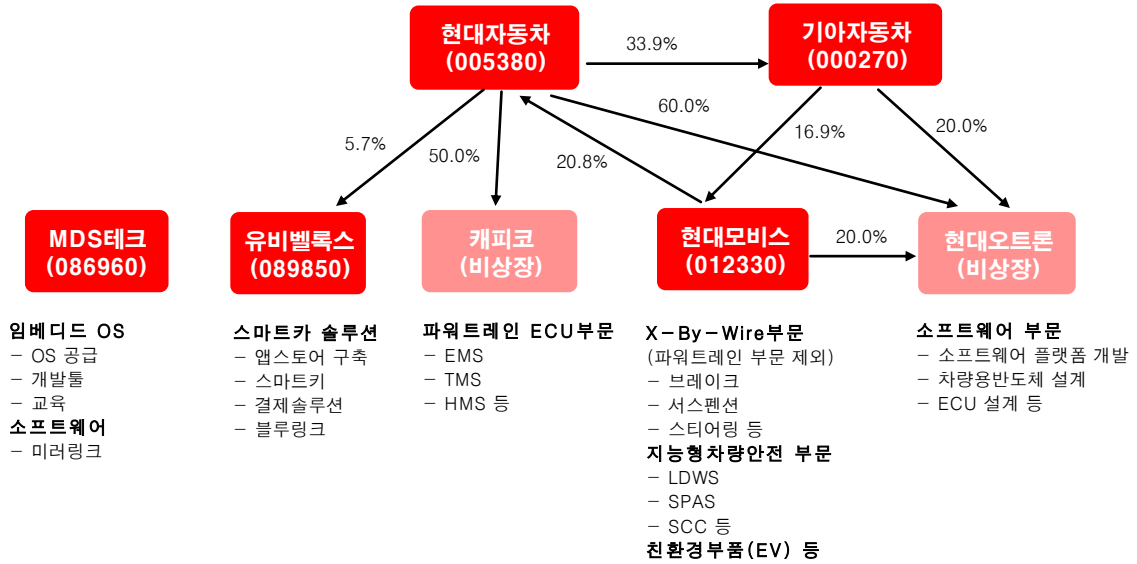 현대자동차
(005380)
33.9%
기아자동차
(000270)
5.7%
50.0%
20.8%
60.0%
16.9%
20.0%
MDS테크
(086960)
유비벨록스
(089850)
캐피코
(비상장)
현대모비스
(012330)
20.0%
현대오트론
(비상장)
임베디드 OS
- OS 공급
- 개발툴
- 교육
소프트웨어
- 미러링크
스마트카 솔루션
- 앱스토어 구축
- 스마트키
- 결제솔루션
- 블루링크
파워트레인 ECU부문
- EMS
- TMS
- HMS 등
X-By-Wire부문
(파워트레인 부문 제외)
- 브레이크
- 서스펜션
- 스티어링 등
지능형차량안전 부문
- LDWS
- SPAS
- SCC 등
친환경부품(EV) 등
소프트웨어 부문
- 소프트웨어 플랫폼 개발
- 차량용반도체 설계
- ECU 설계 등